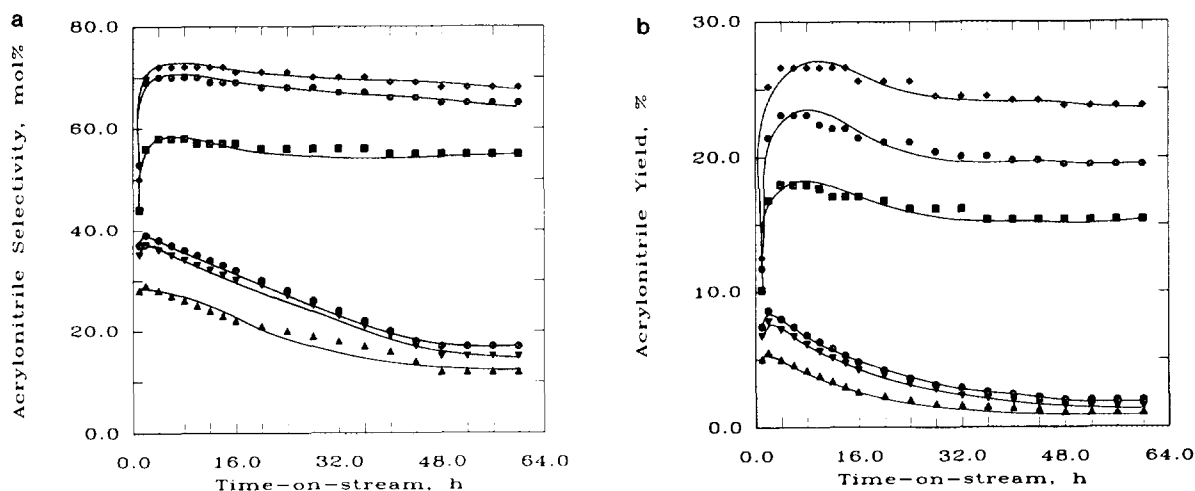 a
Acrylonitrile Selectivity, mol%
80.0
60.0
40.0
20.0
0.0
0.0 16.0 32.0 48.0 64.0
Time-on-stream, h
b
Acrylonitrile Yield, %
30.0
20.0
10.0
0.0
0.0 16.0 32.0 48.0 64.0
Time-on-stream, h